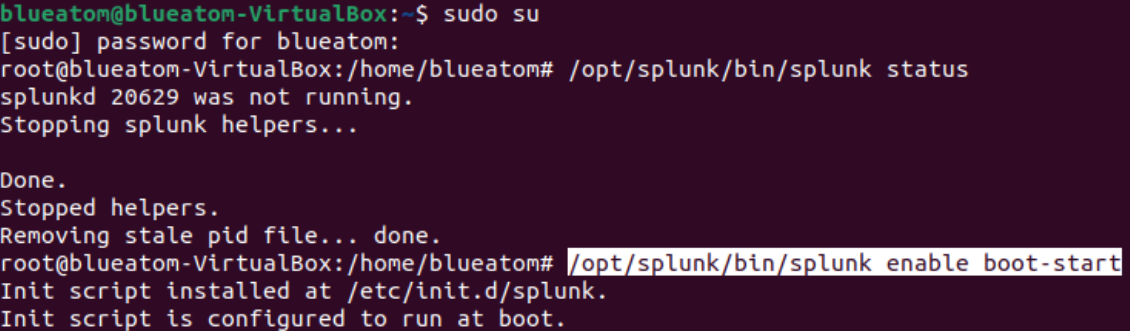 blueatom@blueatom-VirtualBox:~$ sudo su
[sudo] password for blueatom:
root@blueatom-VirtualBox:/home/blueatom# /opt/splunk/bin/splunk status
splunkd 20629 was not running.
Stopping splunk helpers...
Done.
Stopped helpers.
Removing stale pid file... done.
root@blueatom-VirtualBox:/home/blueatom# /opt/splunk/bin/splunk enable boot-start
Init script installed at /etc/init.d/splunk.
Init script is configured to run at boot.